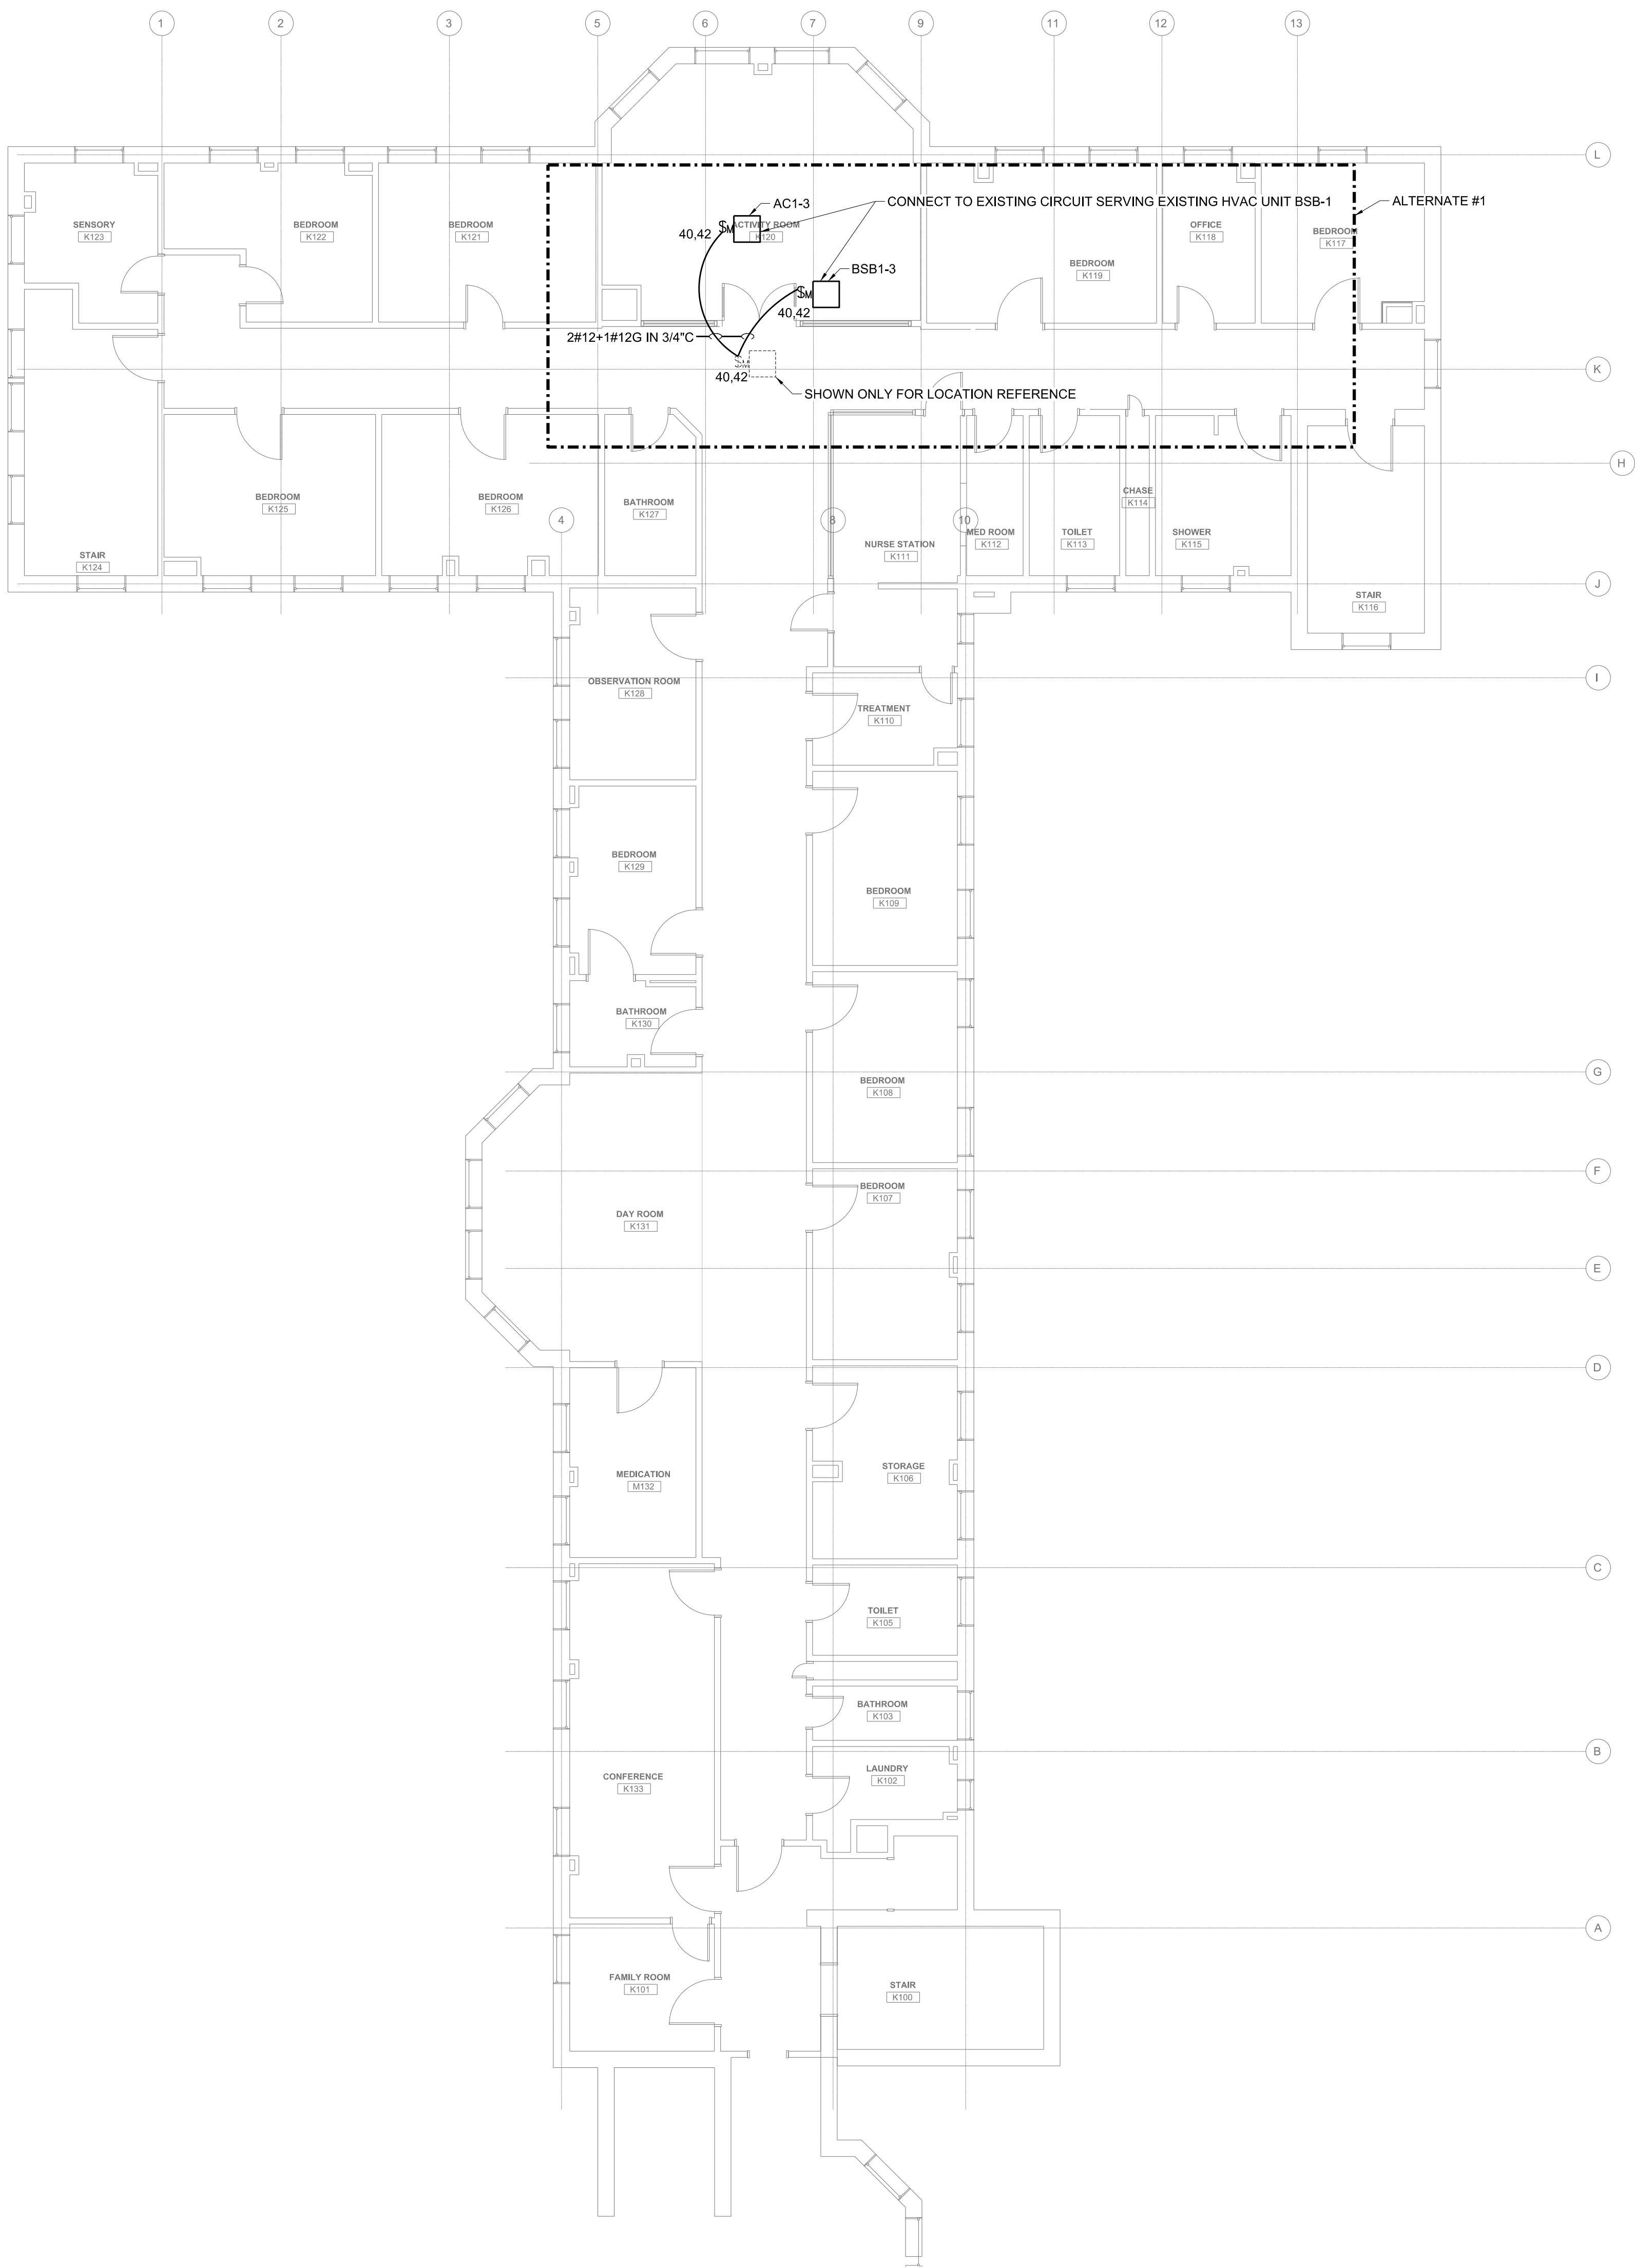 1
2
3
5
6
7
9
11
12
13
L
AC1-3
CONNECT TO EXISTING CIRCUIT SERVING EXISTING HVAC UNIT BSB-1
ALTERNATE #1
SENSORY
K123
BEDROOM
K122
BEDROOM
K121
40,42
$M
ACTIVITY ROOM
K120
OFFICE
K118
BEDROOM
K117
BEDROOM
K119
BSB1-3
$M
40,42
2#12+1#12G IN 3/4"C
$M
40,42
K
SHOWN ONLY FOR LOCATION REFERENCE
H
BEDROOM
K125
BEDROOM
K126
BATHROOM
K127
CHASE
K114
4
8
10
NURSE STATION
K111
MED ROOM
K112
TOILET
K113
SHOWER
K115
STAIR
K124
J
STAIR
K116
OBSERVATION ROOM
K128
I
TREATMENT
K110
BEDROOM
K129
BEDROOM
K109
BATHROOM
K130
G
BEDROOM
K108
F
BEDROOM
K107
DAY ROOM
K131
E
D
MEDICATION
M132
STORAGE
K106
C
TOILET
K105
BATHROOM
K103
B
CONFERENCE
K133
LAUNDRY
K102
A
FAMILY ROOM
K101
STAIR
K100